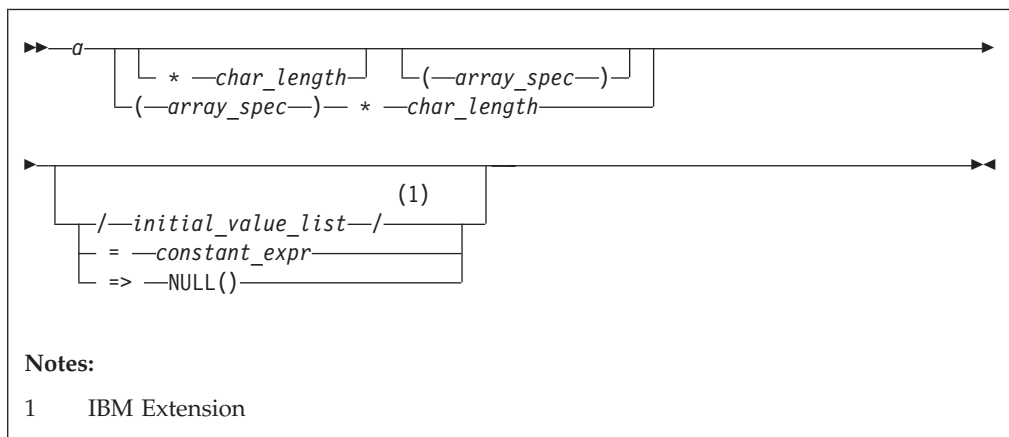 a
* char_length
( array_spec )
( array_spec ) * char_length
(1)
/ initial_value_list /
= constant_expr
=> NULL()
Notes:
1 IBM Extension